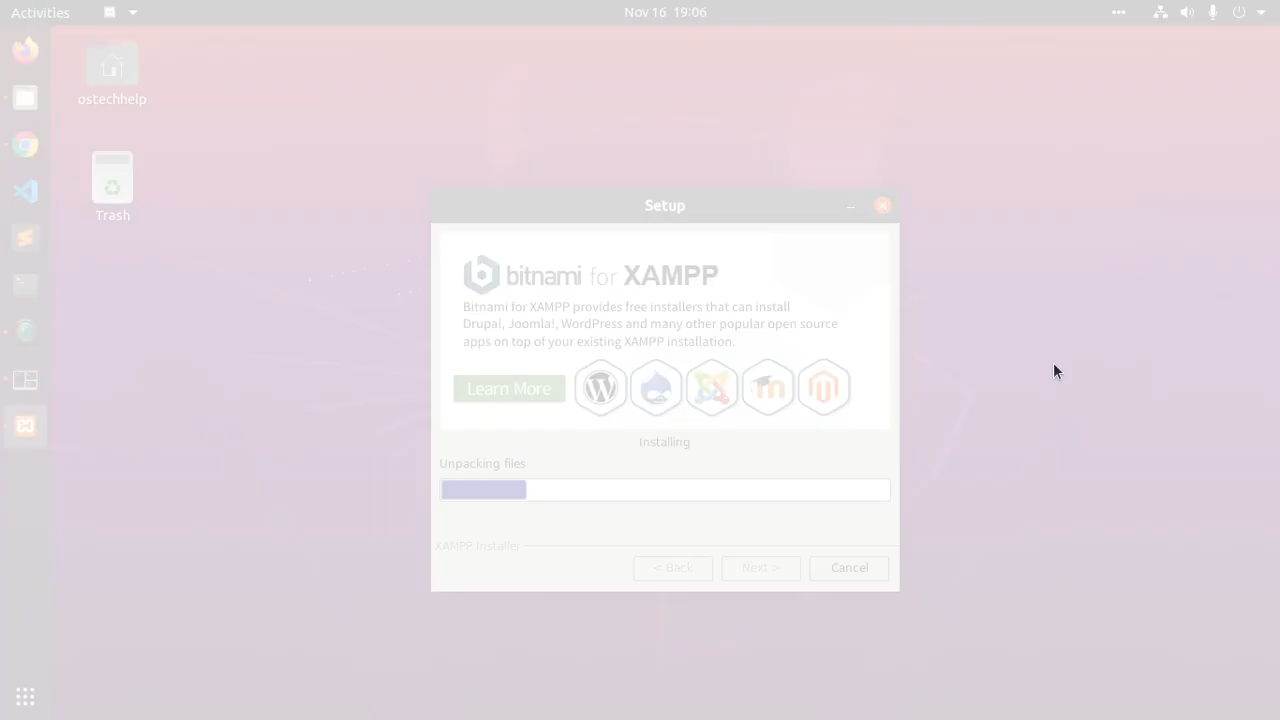 Activities
Nov 16 19:06
ostechhelp
Trash
Setup
bitnami for XAMPP
Bitnami for XAMPP provides free installers that can install
Drupal, Joomla!, WordPress and many other popular open source
apps on top of your existing XAMPP installation.
Learn More
Installing
Unpacking files
XAMPP Installer
< Back
Next >
Cancel